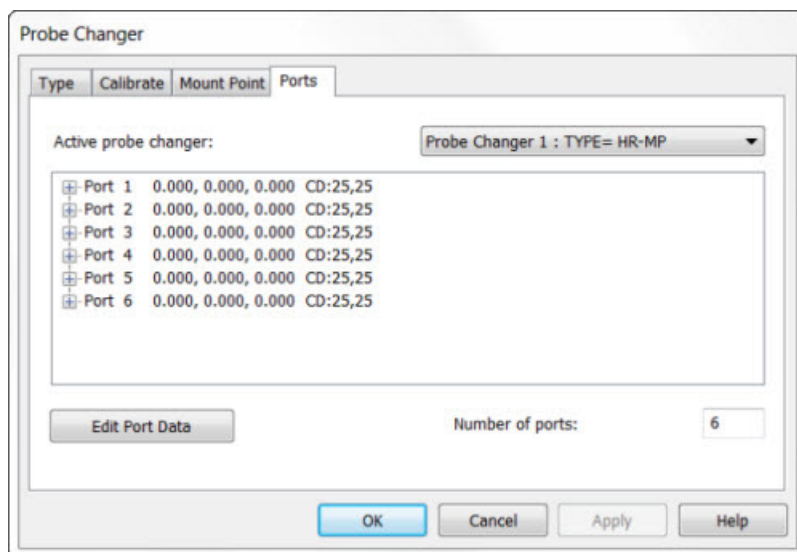 Probe Changer
Type Calibrate Mount Point Ports
Active probe changer: Probe Changer 1 : TYPE= HR-MP
Port 1 0.000, 0.000, 0.000 CD:25,25
Port 2 0.000, 0.000, 0.000 CD:25,25
Port 3 0.000, 0.000, 0.000 CD:25,25
Port 4 0.000, 0.000, 0.000 CD:25,25
Port 5 0.000, 0.000, 0.000 CD:25,25
Port 6 0.000, 0.000, 0.000 CD:25,25
Edit Port Data Number of ports: 6
OK Cancel Apply Help